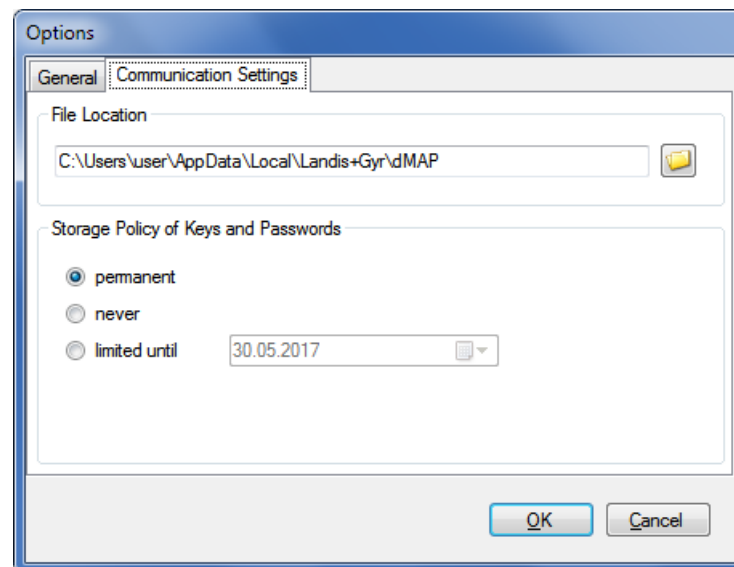 Options
General Communication Settings
File Location
C:\Users\user\AppData\Local\Landis+Gyr\dMAP
Storage Policy of Keys and Passwords
permanent
never
limited until 30.05.2017
OK Cancel